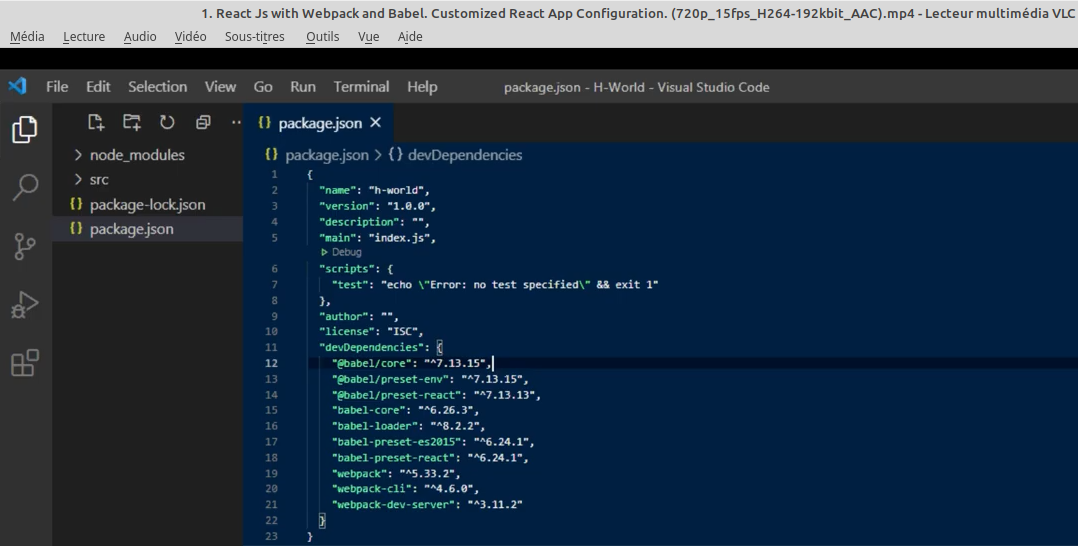 1. React Js with Webpack and Babel. Customized React App Configuration. (720p_15fps_H264-192kbit_AAC).mp4 - Lecteur multimédia VLC
Média Lecture Audio Vidéo Sous-titres Outils Vue Aide
File Edit Selection View Go Run Terminal Help package.json - H-World - Visual Studio Code
{} package.json ×
node_modules
src
{} package-lock.json
{} package.json
{} package.json > {} devDependencies
1 {
2 "name": "h-world",
3 "version": "1.0.0",
4 "description": "",
5 "main": "index.js",
Debug
6 "scripts": {
7 "test": "echo \"Error: no test specified\" && exit 1"
8 },
9 "author": "",
10 "license": "ISC",
11 "devDependencies": {
12 "@babel/core": "^7.13.15",
13 "@babel/preset-env": "^7.13.15",
14 "@babel/preset-react": "^7.13.13",
15 "babel-core": "^6.26.3",
16 "babel-loader": "^8.2.2",
17 "babel-preset-es2015": "^6.24.1",
18 "babel-preset-react": "^6.24.1",
19 "webpack": "^5.33.2",
20 "webpack-cli": "^4.6.0",
21 "webpack-dev-server": "^3.11.2"
22 }
23 }